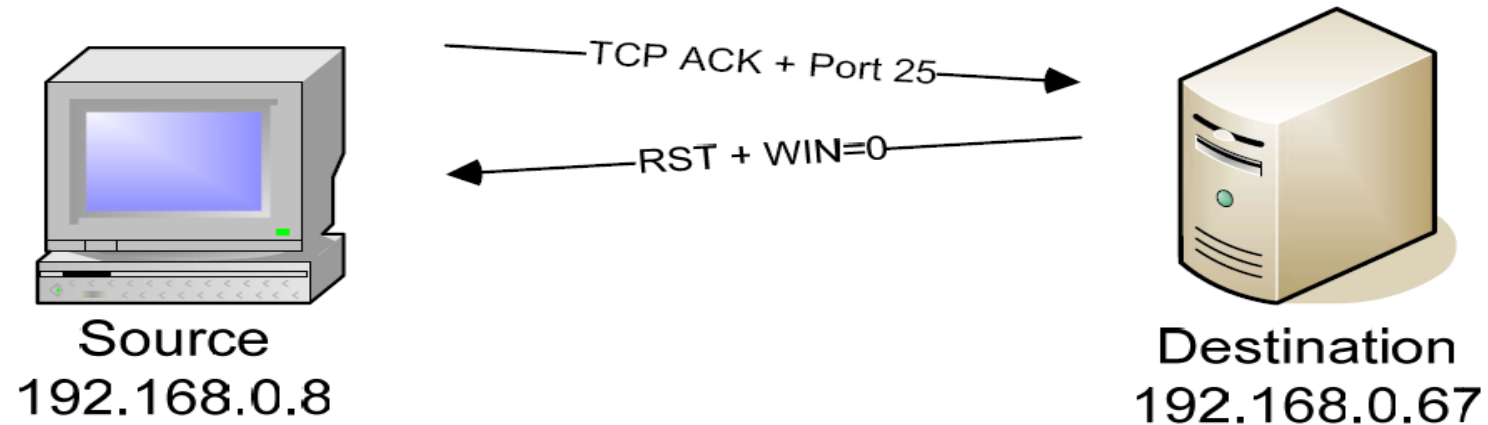 TCP ACK + Port 25
RST + WIN=0
Source
192.168.0.8
Destination
192.168.0.67